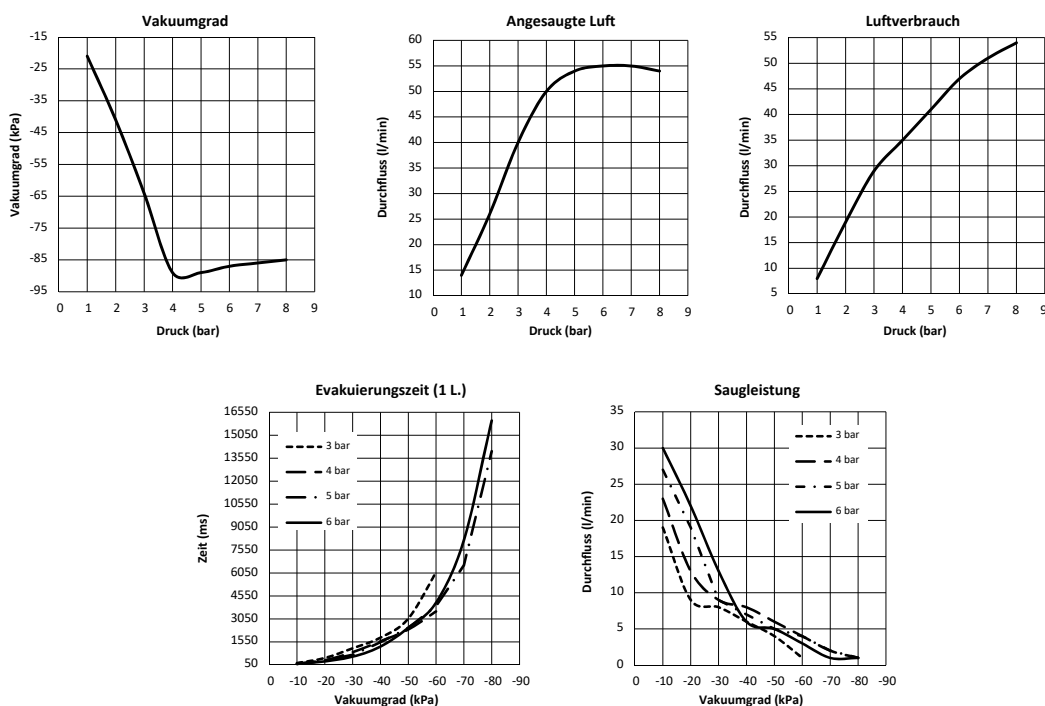 Vakuumgrad
-15
-25
-35
-45
-55
-65
-75
-85
-95
Vakuumgrad (kPa)
0 1 2 3 4 5 6 7 8 9
Druck (bar)
Angesaugte Luft
60
55
50
45
40
35
30
25
20
15
10
Durchfluss (l/min)
0 1 2 3 4 5 6 7 8 9
Druck (bar)
Luftverbrauch
55
50
45
40
35
30
25
20
15
10
5
Durchfluss (l/min)
0 1 2 3 4 5 6 7 8 9
Druck (bar)
Evakuierungszeit (1 L.)
16550
15050
13550
12050
10550
9050
7550
6050
4550
3050
1550
50
Zeit (ms)
3 bar
4 bar
5 bar
6 bar
0 -10 -20 -30 -40 -50 -60 -70 -80 -90
Vakuumgrad (kPa)
Saugleistung
35
30
25
20
15
10
5
0
Durchfluss (l/min)
3 bar
4 bar
5 bar
6 bar
0 -10 -20 -30 -40 -50 -60 -70 -80 -90
Vakuumgrad (kPa)